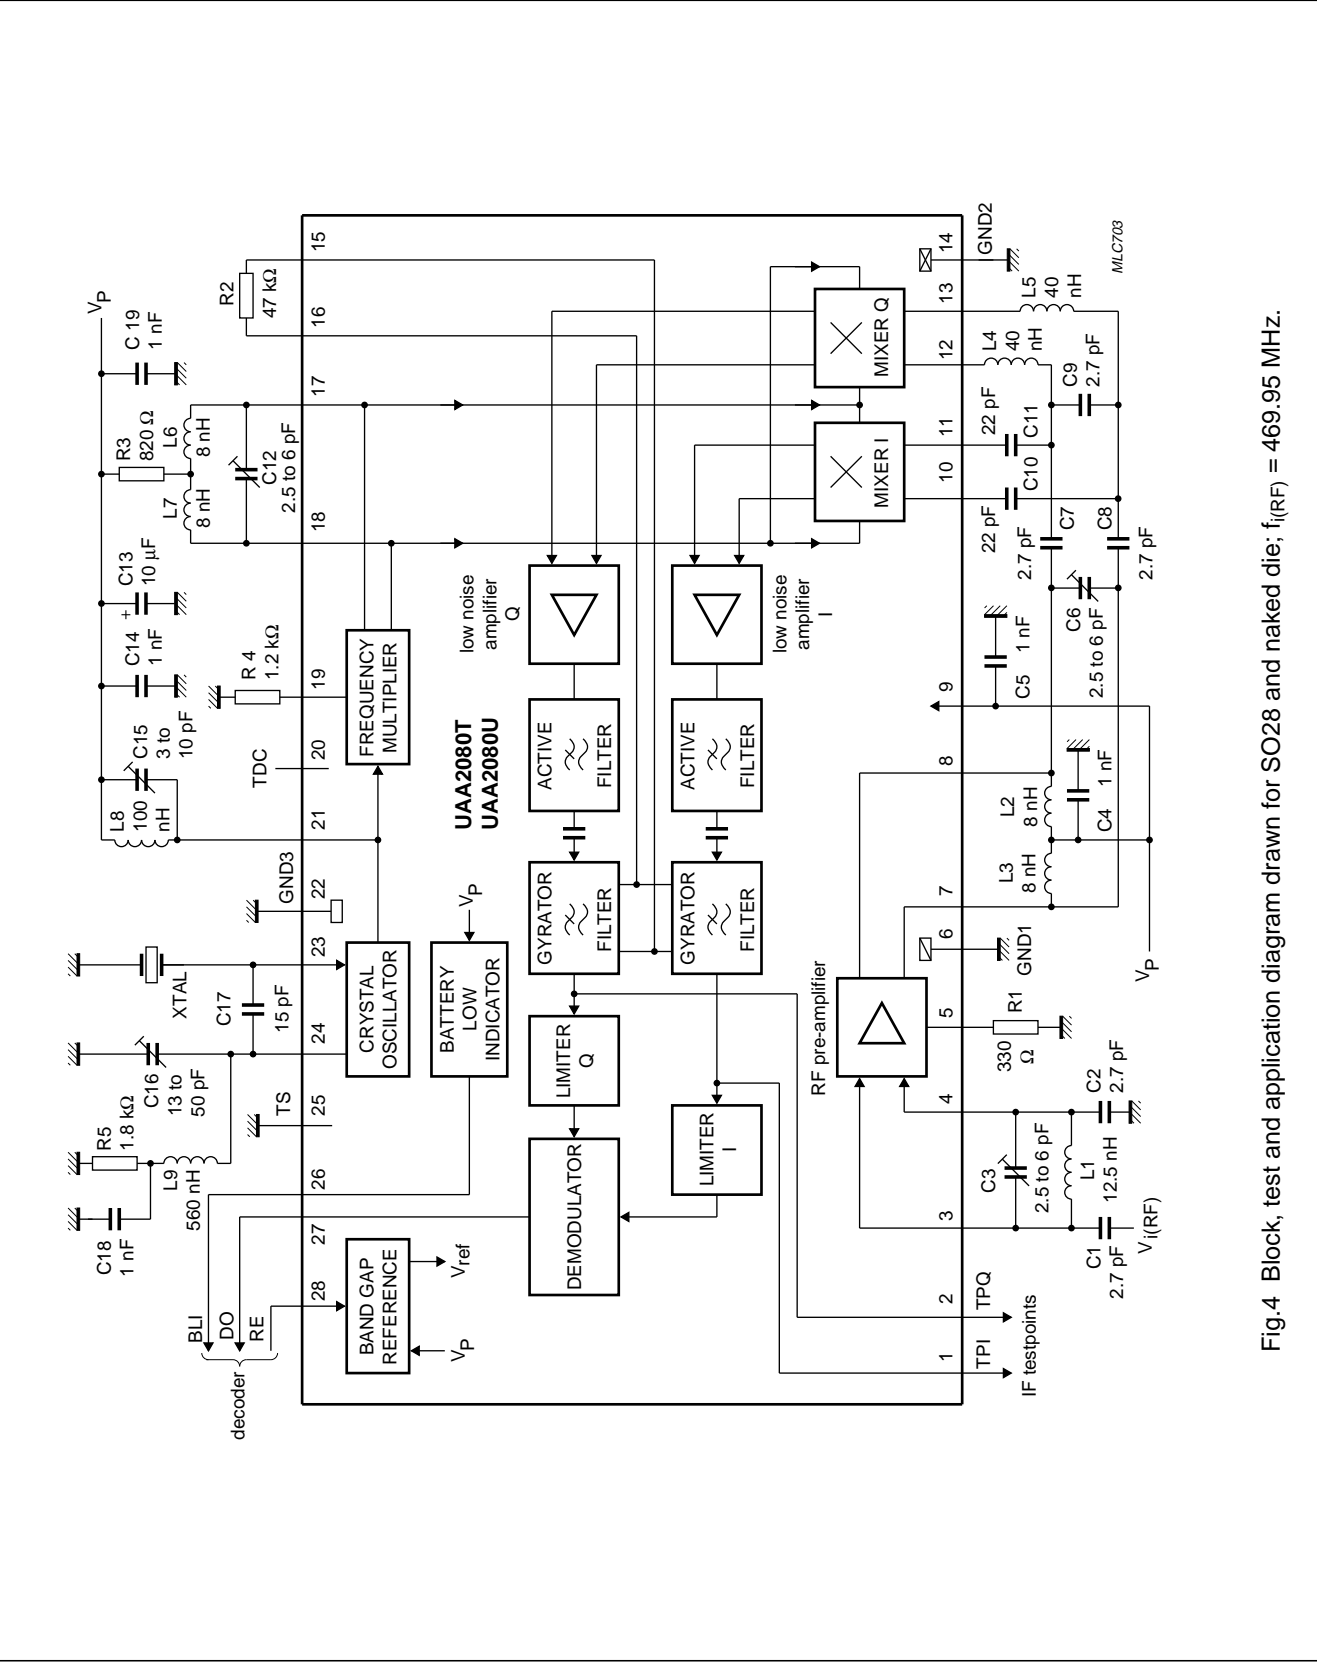 decoder
BLI
DO
RE
C18
1 nF
R5
1.8 kΩ
L9
560 nH
C16
13 to
50 pF
XTAL
C17
15 pF
GND3
L8
100
nH
C15
3 to
10 pF
C14
1 nF
C13
10 µF
+
R3
820 Ω
C 19
1 nF
VP
L7
8 nH
L6
8 nH
C12
2.5 to 6 pF
R2
47 kΩ
TS
TDC
R 4
1.2 kΩ
28
27
26
25
24
23
22
21
20
19
18
17
16
15
BAND GAP
REFERENCE
VP
Vref
CRYSTAL
OSCILLATOR
BATTERY
LOW
INDICATOR
VP
FREQUENCY
MULTIPLIER
UAA2080T
UAA2080U
low noise
amplifier
Q
DEMODULATOR
LIMITER
Q
GYRATOR
FILTER
ACTIVE
FILTER
LIMITER
I
GYRATOR
FILTER
ACTIVE
FILTER
low noise
amplifier
I
RF pre-amplifier
MIXER I
MIXER Q
1
2
3
4
5
6
7
8
9
10
11
12
13
14
TPI
TPQ
IF testpoints
C1
2.7 pF
Vi(RF)
C3
2.5 to 6 pF
L1
12.5 nH
C2
2.7 pF
330
Ω
R1
GND1
VP
L3
8 nH
L2
8 nH
C4
1 nF
C5
1 nF
C6
2.5 to 6 pF
C7
2.7 pF
C8
2.7 pF
22 pF
C10
22 pF
C11
C9
2.7 pF
L4
40
nH
L5
40
nH
GND2
MLC703
Fig.4 Block, test and application diagram drawn for SO28 and naked die; fi(RF) = 469.95 MHz.